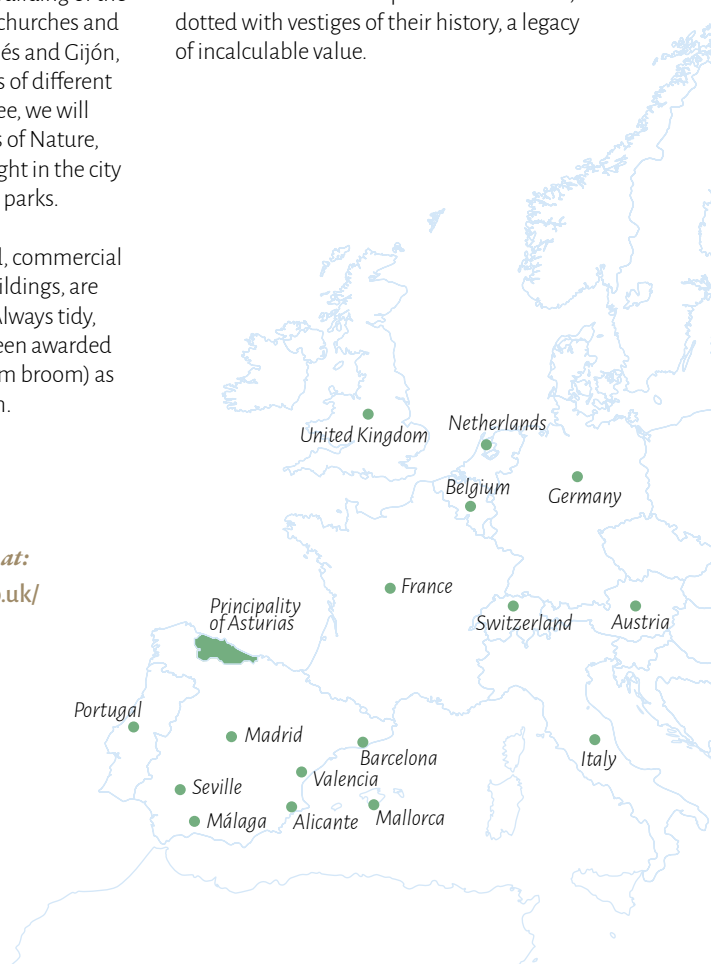 churches and
és and Gijón,
s of different
ee, we will
s of Nature,
ght in the city
parks.
l, commercial
ildings, are
Always tidy,
een awarded
m broom) as
n.
at:
o.uk/
dotted with vestiges of their history, a legacy
of incalculable value.
United Kingdom
Netherlands
Belgium
Germany
France
Switzerland
Austria
Principality
of Asturias
Portugal
Madrid
Barcelona
Valencia
Seville
Málaga
Alicante
Mallorca
Italy